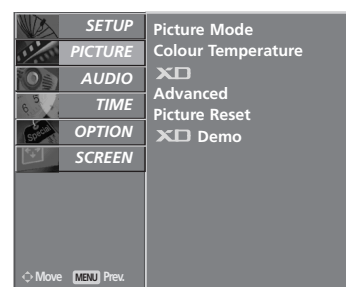 SETUP
PICTURE
AUDIO
TIME
OPTION
SCREEN
Picture Mode
Colour Temperature
XD
Advanced
Picture Reset
XD Demo
Move MENU Prev.